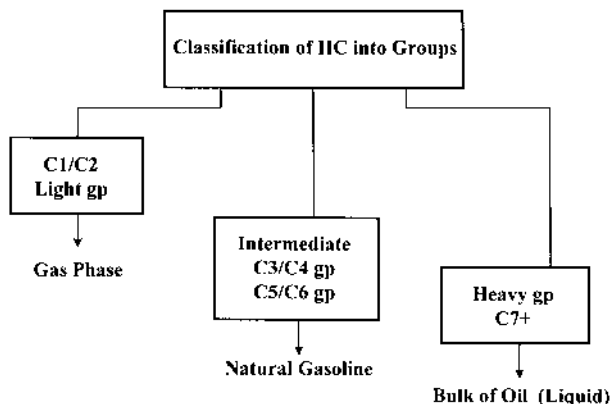 Classification of HC into Groups
C1/C2
Light gp
Gas Phase
Intermediate
C3/C4 gp
C5/C6 gp
Natural Gasoline
Heavy gp
C7+
Bulk of Oil (Liquid)